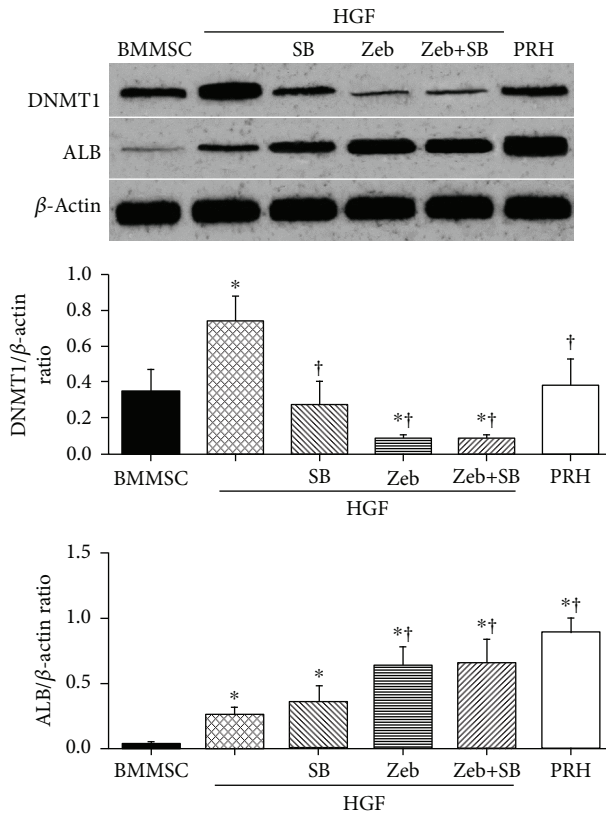 HGF
BMMSC SB Zeb Zeb+SB PRH
DNMT1
ALB
β-Actin
DNMT1/β-actin
ratio
1.0
0.8
0.6
0.4
0.2
0.0
* † *† *† †
BMMSC SB Zeb Zeb+SB PRH
HGF
ALB/β-actin ratio
1.5
1.0
0.5
0.0
* * *† *† *†
BMMSC SB Zeb Zeb+SB PRH
HGF